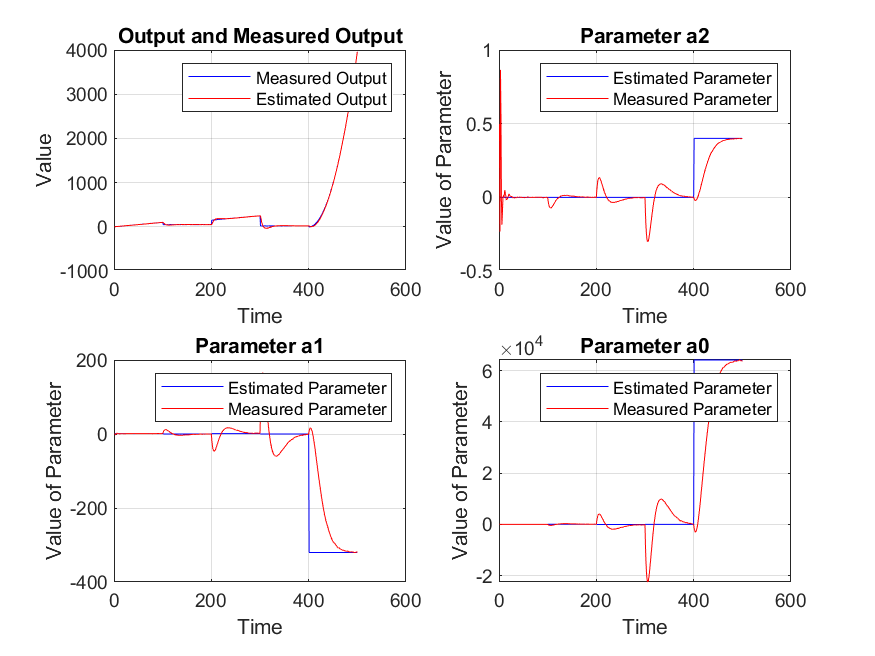 Output and Measured Output
4000
3000
2000
1000
0
-1000
Value
Measured Output
Estimated Output
0
200
400
600
Time
Parameter a2
1
0.5
0
-0.5
Value of Parameter
Estimated Parameter
Measured Parameter
0
200
400
600
Time
Parameter a1
200
0
-200
-400
Value of Parameter
Estimated Parameter
Measured Parameter
0
200
400
600
Time
Parameter a0
×10⁴
6
4
2
0
-2
Value of Parameter
Estimated Parameter
Measured Parameter
0
200
400
600
Time